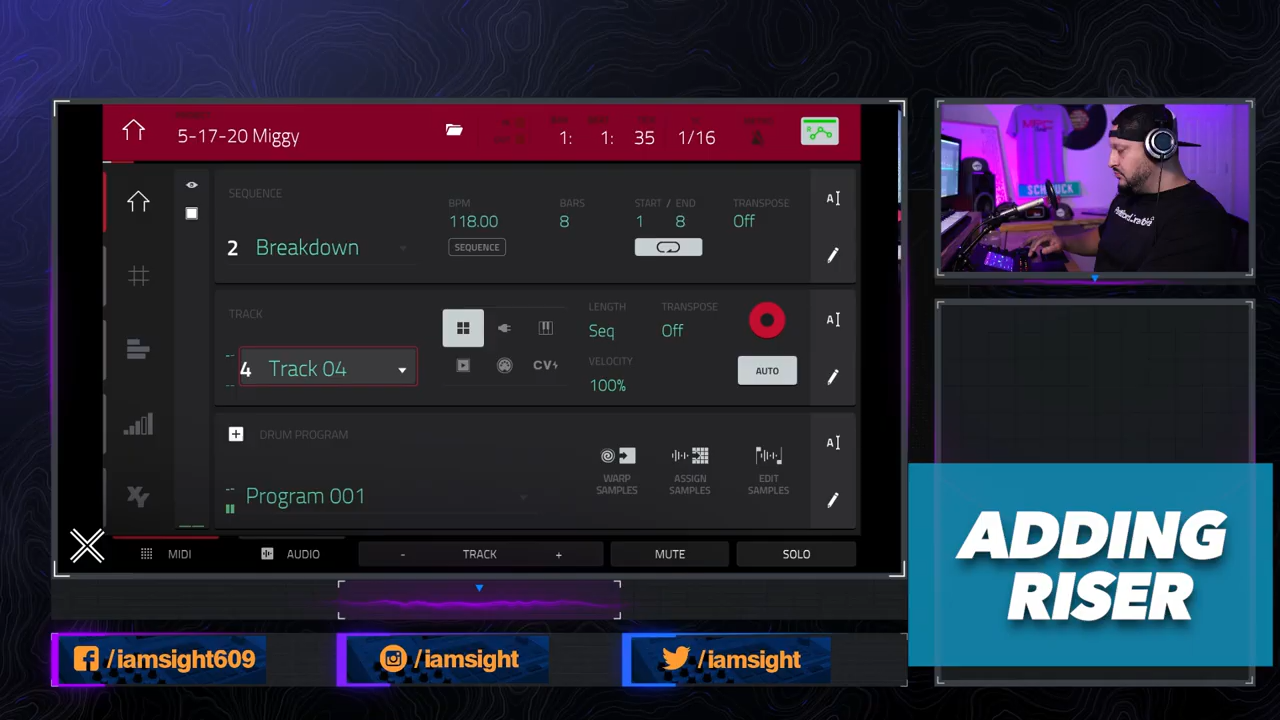 5-17-20 Miggy
1: 1: 35 1/16
SEQUENCE
2 Breakdown
BPM
118.00
SEQUENCE
BARS
8
START / END
1 8
TRANSPOSE
Off
TRACK
4 Track 04
CV
LENGTH
Seq
TRANSPOSE
Off
VELOCITY
100%
AUTO
DRUM PROGRAM
Program 001
WARP
SAMPLES
ASSIGN
SAMPLES
EDIT
SAMPLES
MIDI
AUDIO
- TRACK +
MUTE
SOLO
XY
ADDING
RISER
/iamsight609
/iamsight
/iamsight